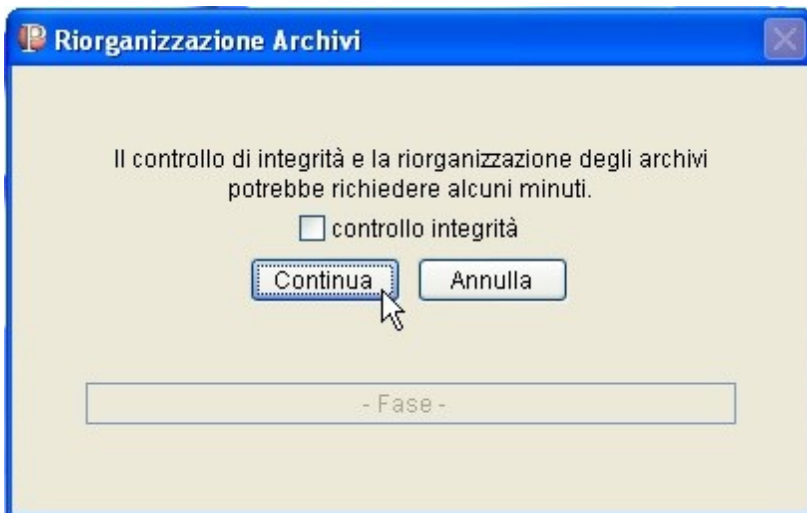 Riorganizzazione Archivi
Il controllo di integrità e la riorganizzazione degli archivi
potrebbe richiedere alcuni minuti.
controllo integrità
Continua Annulla
- Fase -